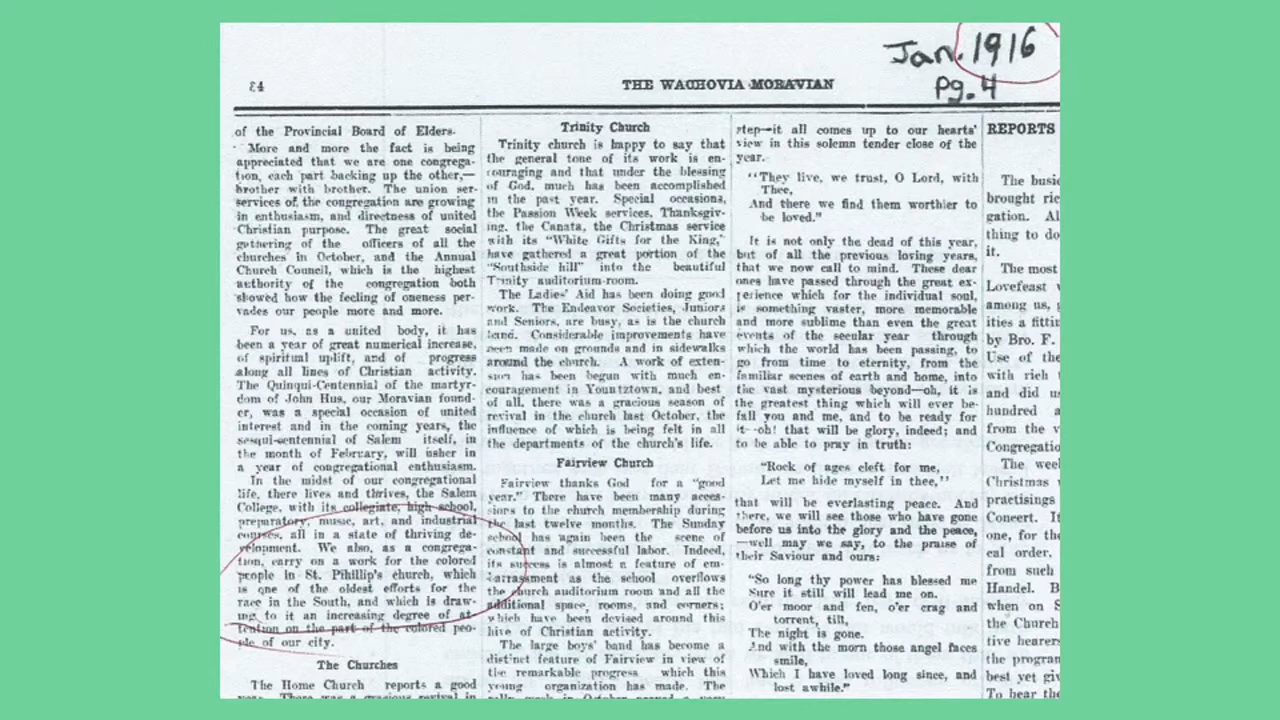 Jan. 1916
pg. 4
THE WACHOVIA MORAVIAN
of the Provincial Board of Elders.
More and more the fact is being
appreciated that we are one congrega-
tion, each part backing up the other,—
brother with brother. The union ser-
services of the congregation are growing
in enthusiasm, and directness of united
Christian purpose. The great social
gathering of the officers of all the
churches in October, and the Annual
Church Council, which is the highest
authority of the congregation both
showed how the feeling of oneness per-
vades our people more and more.
For us, as a united body, it has
been a year of great numerical increase,
of spiritual uplift, and of progress
along all lines of Christian activity.
The Quinqui-Centennial of the martyr-
dom of John Hus, our Moravian found-
er, was a special occasion of united
interest and in the coming years, the
sesqui-centennial of Salem itself, in
the month of February, will usher in
a year of congregational enthusiasm.
In the midst of our congregational
life, there lives and thrives, the Salem
College, with its collegiate, high school,
preparatory, music, art, and industrial
courses, all in a state of thriving de-
velopment. We also, as a congrega-
tion, carry on a work for the colored
people in St. Pihillip's church, which
is one of the oldest efforts for the
race in the South, and which is draw-
ing to it an increasing degree of at-
tention on the part of the colored peo-
ple of our city.
The Churches
The Home Church reports a good
year. There was a gracious revival in
Trinity Church
Trinity church is happy to say that
the general tone of its work is en-
couraging and that under the blessing
of God, much has been accomplished
in the past year. Special occasions,
the Passion Week services, Thanksgiv-
ing, the Canata, the Christmas service
with its "White Gifts for the King,"
have gathered a great portion of the
"Southside hill" into the beautiful
Trinity auditorium-room.
The Ladies' Aid has been doing good
work. The Endeavor Societies, Juniors
and Seniors, are busy, as is the church
band. Considerable improvements have
been made on grounds and in sidewalks
around the church. A work of exten-
sion has been begun with much en-
couragement in Yountztown, and best
of all, there was a gracious season of
revival in the church last October, the
influence of which is being felt in all
the departments of the church's life.
Fairview Church
Fairview thanks God for a "good
year." There have been many acces-
sions to the church membership during
the last twelve months. The Sunday
school has again been the scene of
constant and successful labor. Indeed,
its success is almost a feature of em-
barrassment as the school overflows
the church auditorium room and all the
additional space, rooms, and corners;
which have been devised around this
hive of Christian activity.
The large boys' band has become a
distinct feature of Fairview in view of
the remarkable progress which this
young organization has made. The
step—it all comes up to our hearts'
view in this solemn tender close of the
year.
"They live, we trust, O Lord, with
Thee,
And there we find them worthier to
be loved."
It is not only the dead of this year,
but of all the previous loving years,
that we now call to mind. These dear
ones have passed through the great ex-
perience which for the individual soul,
is something vaster, more memorable
and more sublime than even the great
events of the secular year through
which the world has been passing, to
go from time to eternity, from the
familiar scenes of earth and home, into
the vast mysterious beyond—oh, it is
the greatest thing which will ever be-
fall you and me, and to be ready for
it—oh! that will be glory, indeed; and
to be able to pray in truth:
"Rock of ages cleft for me,
Let me hide myself in thee,"
that will be everlasting peace. And
there, we will see those who have gone
before us into the glory and the peace,
—well may we say, to the praise of
their Saviour and ours:
"So long thy power has blessed me
Sure it still will lead me on.
O'er moor and fen, o'er crag and
torrent, till,
The night is gone.
And with the morn those angel faces
smile,
Which I have loved long since, and
lost awhile."
REPORTS
The busi
brought ric
gation. Al
thing to do
it.
The most
Lovefeast
among us,
ities a fittin
by Bro. F.
Use of the
with rich
and did us
hundred a
from the v
Congregatio
The week
Christmas
practisings
Concert. It
one, for the
cal order.
from such
Handel. B
when on S
the Church
tive hearers
the program
best yet giv
To bear the